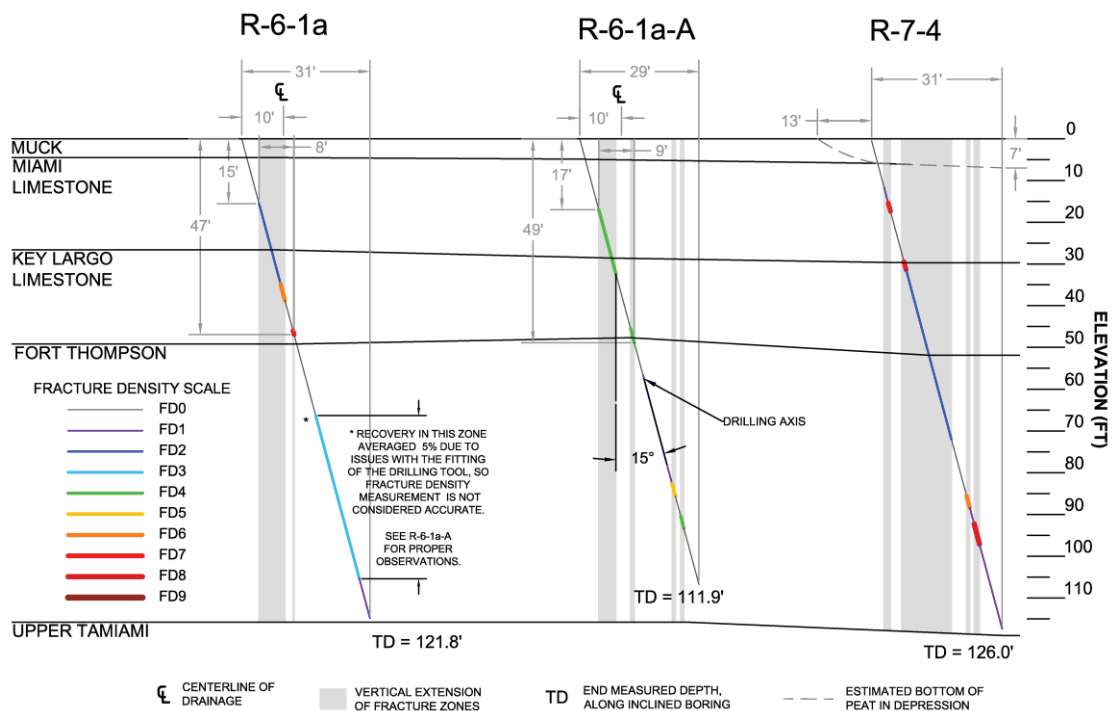 R-6-1a
R-6-1a-A
R-7-4
31'
29'
31'
℄
℄
10'
10'
13'
0
MUCK
8'
9'
7'
MIAMI
LIMESTONE
15'
17'
10
20
47'
49'
30
KEY LARGO
LIMESTONE
40
50
FORT THOMPSON
ELEVATION (FT)
FRACTURE DENSITY SCALE
FD0
FD1
FD2
FD3
FD4
FD5
FD6
FD7
FD8
FD9
*
* RECOVERY IN THIS ZONE
AVERAGED 5% DUE TO
ISSUES WITH THE FITTING
OF THE DRILLING TOOL, SO
FRACTURE DENSITY
MEASUREMENT IS NOT
CONSIDERED ACCURATE.
SEE R-6-1a-A
FOR PROPER
OBSERVATIONS.
DRILLING AXIS
15°
60
70
80
90
100
110
TD = 111.9'
UPPER TAMIAMI
TD = 121.8'
TD = 126.0'
℄ CENTERLINE OF
DRAINAGE
VERTICAL EXTENSION
OF FRACTURE ZONES
TD END MEASURED DEPTH,
ALONG INCLINED BORING
ESTIMATED BOTTOM OF
PEAT IN DEPRESSION